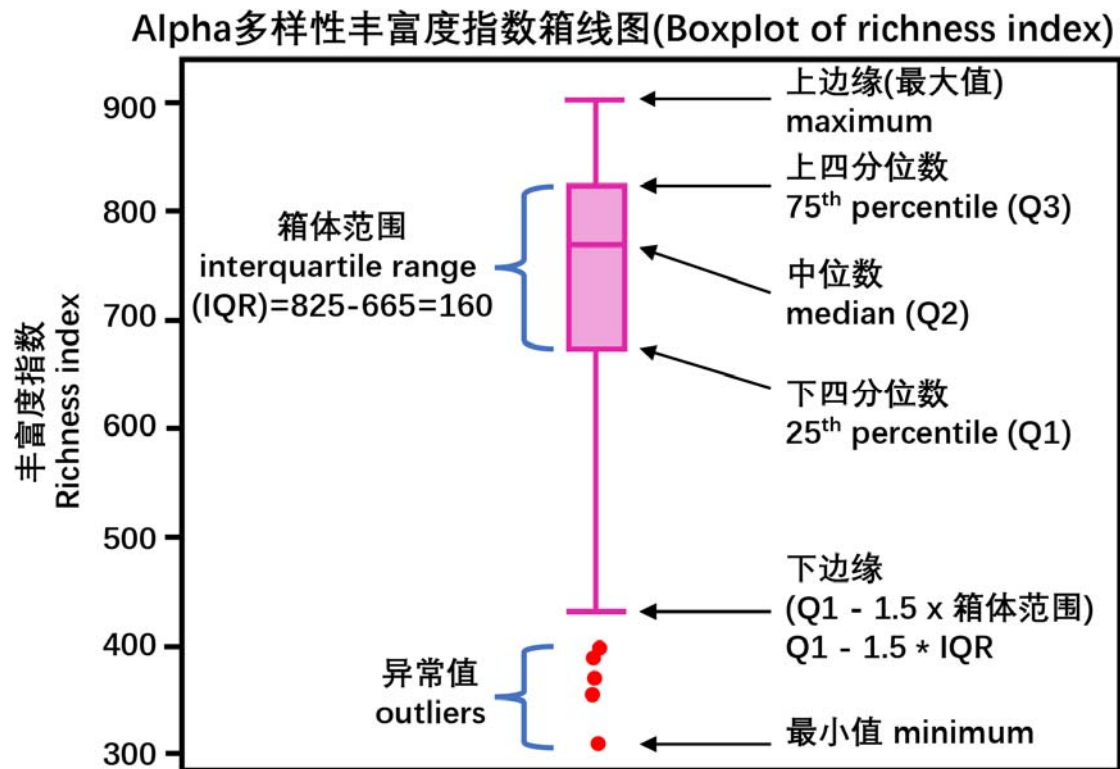 Alpha多样性丰富度指数箱线图(Boxplot of richness index)
900
800
700
600
500
400
300
丰富度指数
Richness index
箱体范围
interquartile range
(IQR)=825-665=160
异常值
outliers
上边缘(最大值)
maximum
上四分位数
75th percentile (Q3)
中位数
median (Q2)
下四分位数
25th percentile (Q1)
下边缘
(Q1 - 1.5 x 箱体范围)
Q1 - 1.5 * IQR
最小值 minimum